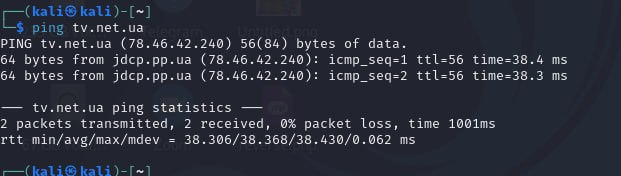 ┌──(kali㉿kali)-[~]
└─$ ping tv.net.ua
PING tv.net.ua (78.46.42.240) 56(84) bytes of data.
64 bytes from jdcp.pp.ua (78.46.42.240): icmp_seq=1 ttl=56 time=38.4 ms
64 bytes from jdcp.pp.ua (78.46.42.240): icmp_seq=2 ttl=56 time=38.3 ms
--- tv.net.ua ping statistics ---
2 packets transmitted, 2 received, 0% packet loss, time 1001ms
rtt min/avg/max/mdev = 38.306/38.368/38.430/0.062 ms
┌──(kali㉿kali)-[~]